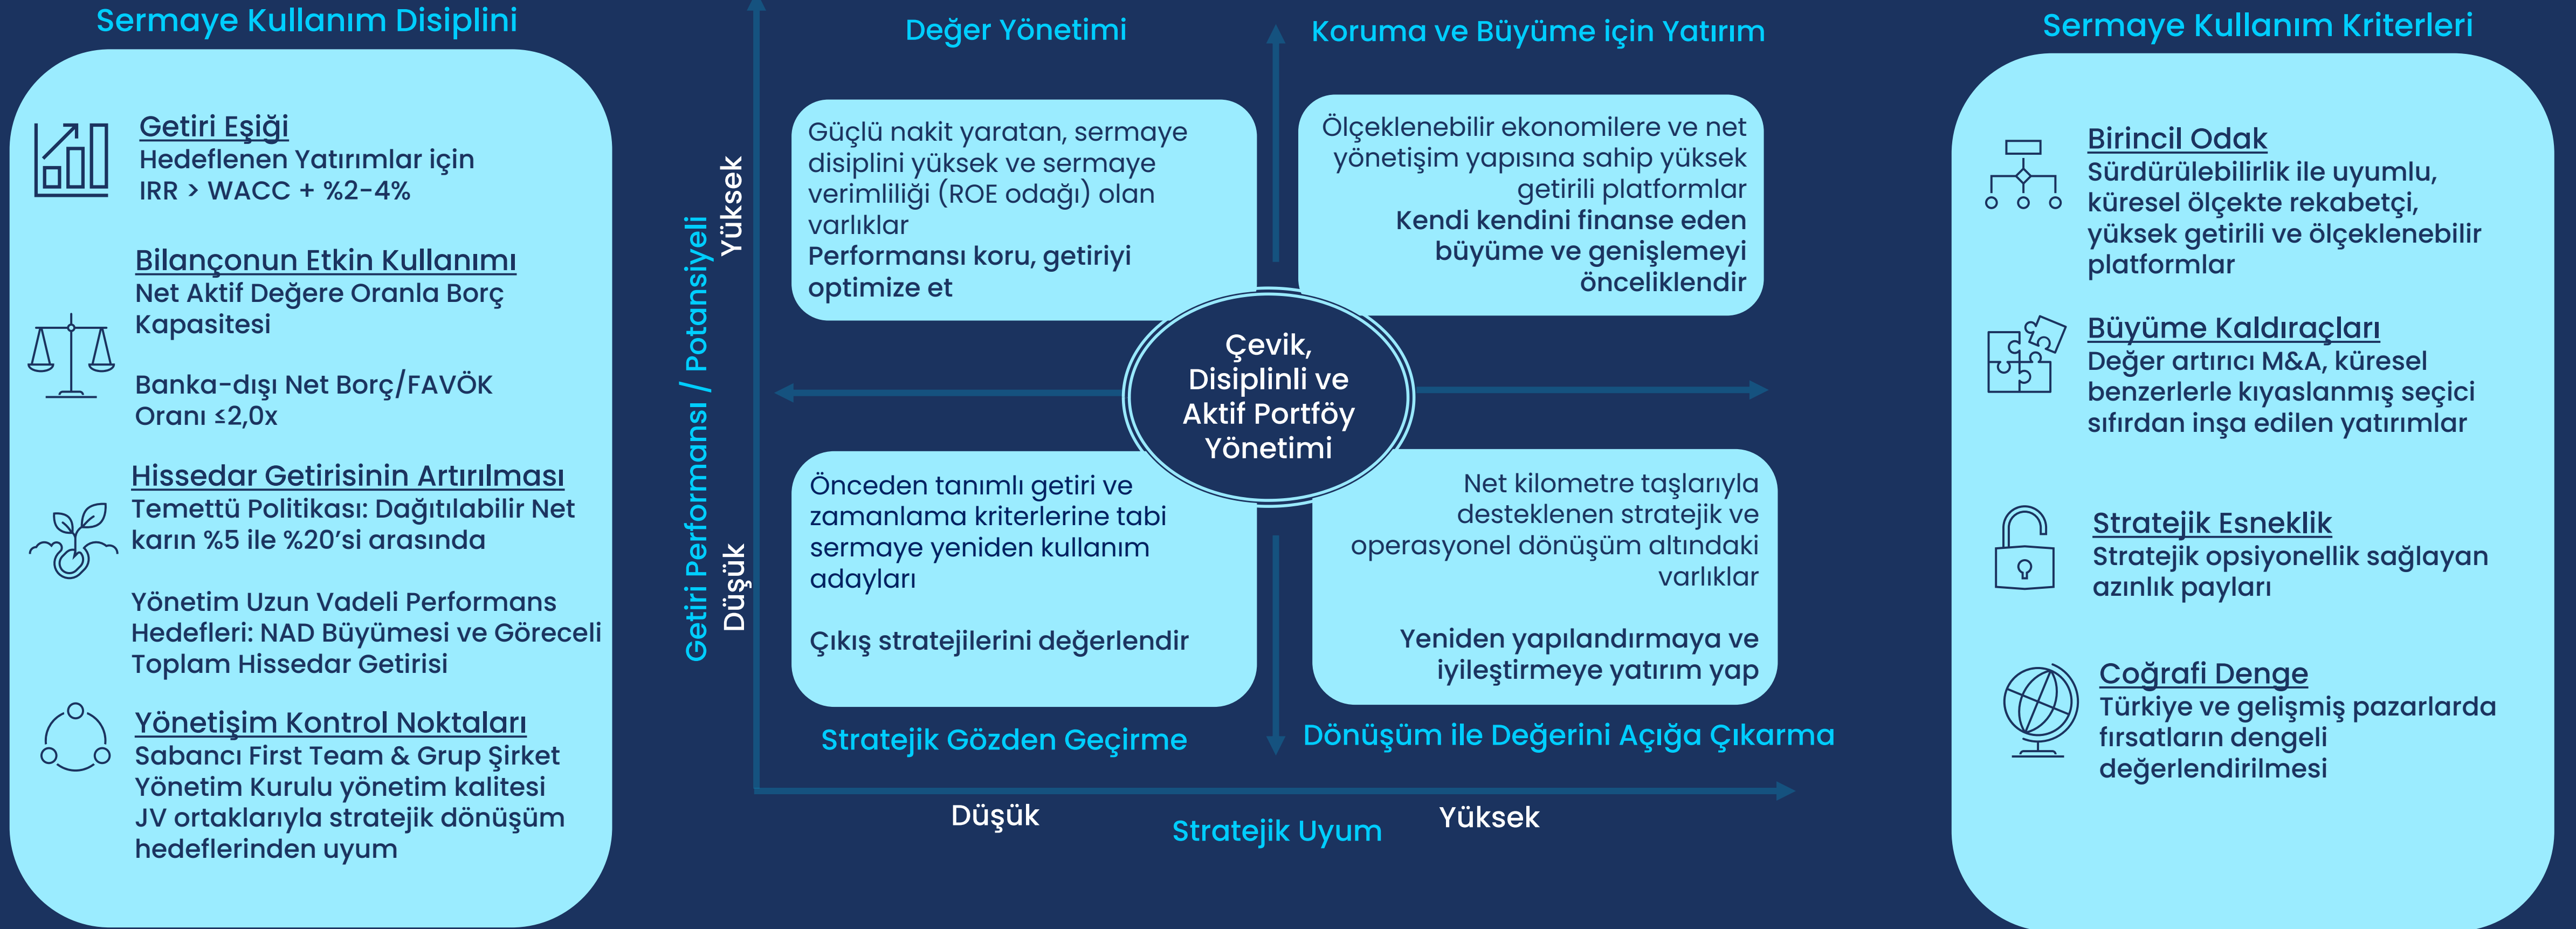 Sermaye Kullanım Disiplini
Getiri Eşiği
Hedeflenen Yatırımlar için
IRR > WACC + %2-4%
Bilançonun Etkin Kullanımı
Net Aktif Değere Oranla Borç
Kapasitesi
Banka-dışı Net Borç/FAVÖK
Oranı ≤2,0x
Hissedar Getirisinin Artırılması
Temettü Politikası: Dağıtılabilir Net
karın %5 ile %20’si arasında
Yönetim Uzun Vadeli Performans
Hedefleri: NAD Büyümesi ve Göreceli
Toplam Hissedar Getirisi
Yönetişim Kontrol Noktaları
Sabancı First Team & Grup Şirket
Yönetim Kurulu yönetim kalitesi
JV ortaklarıyla stratejik dönüşüm
hedeflerinden uyum
Getiri Performansı / Potansiyeli
Yüksek
Düşük
Değer Yönetimi
Güçlü nakit yaratan, sermaye
disiplini yüksek ve sermaye
verimliliği (ROE odağı) olan
varlıklar
Performansı koru, getiriyi
optimize et
Koruma ve Büyüme için Yatırım
Ölçeklenebilir ekonomilere ve net
yönetişim yapısına sahip yüksek
getirili platformlar
Kendi kendini finanse eden
büyüme ve genişlemeyi
önceliklendir
Çevik,
Disiplinli ve
Aktif Portföy
Yönetimi
Önceden tanımlı getiri ve
zamanlama kriterlerine tabi
sermaye yeniden kullanım
adayları
Çıkış stratejilerini değerlendir
Stratejik Gözden Geçirme
Net kilometre taşlarıyla
desteklenen stratejik ve
operasyonel dönüşüm altındaki
varlıklar
Yeniden yapılandırmaya ve
iyileştirmeye yatırım yap
Dönüşüm ile Değerini Açığa Çıkarma
Düşük
Stratejik Uyum
Yüksek
Sermaye Kullanım Kriterleri
Birincil Odak
Sürdürülebilirlik ile uyumlu,
küresel ölçekte rekabetçi,
yüksek getirili ve ölçeklenebilir
platformlar
Büyüme Kaldıraçları
Değer artırıcı M&A, küresel
benzerlerle kıyaslanmış seçici
sıfırdan inşa edilen yatırımlar
Stratejik Esneklik
Stratejik opsiyonellik sağlayan
azınlık payları
Coğrafi Denge
Türkiye ve gelişmiş pazarlarda
fırsatların dengeli
değerlendirilmesi